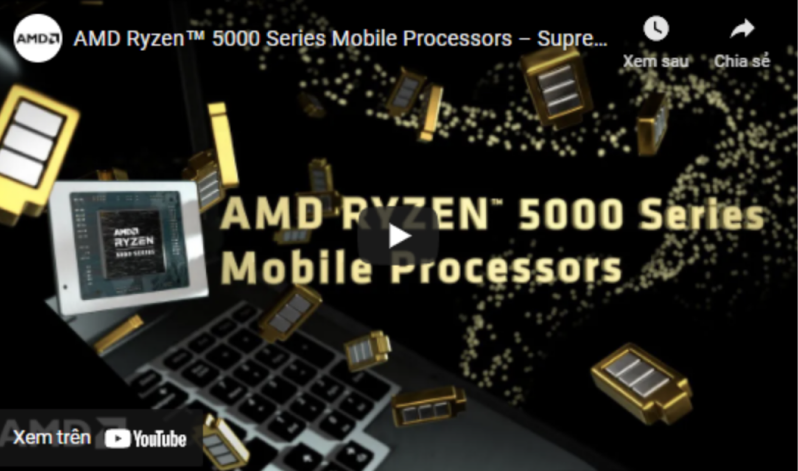 AMD
AMD Ryzen™ 5000 Series Mobile Processors – Supre...
Xem sau
Chia sẻ
AMD RYZEN™ 5000 Series
Mobile Processors
AMD
RYZEN
5000 SERIES
AMD
Xem trên YouTube